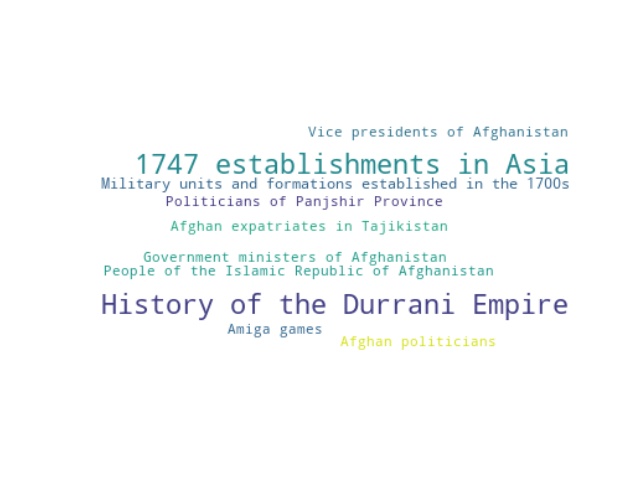 Vice presidents of Afghanistan
1747 establishments in Asia
Military units and formations established in the 1700s
Politicians of Panjshir Province
Afghan expatriates in Tajikistan
Government ministers of Afghanistan
People of the Islamic Republic of Afghanistan
History of the Durrani Empire
Amiga games
Afghan politicians